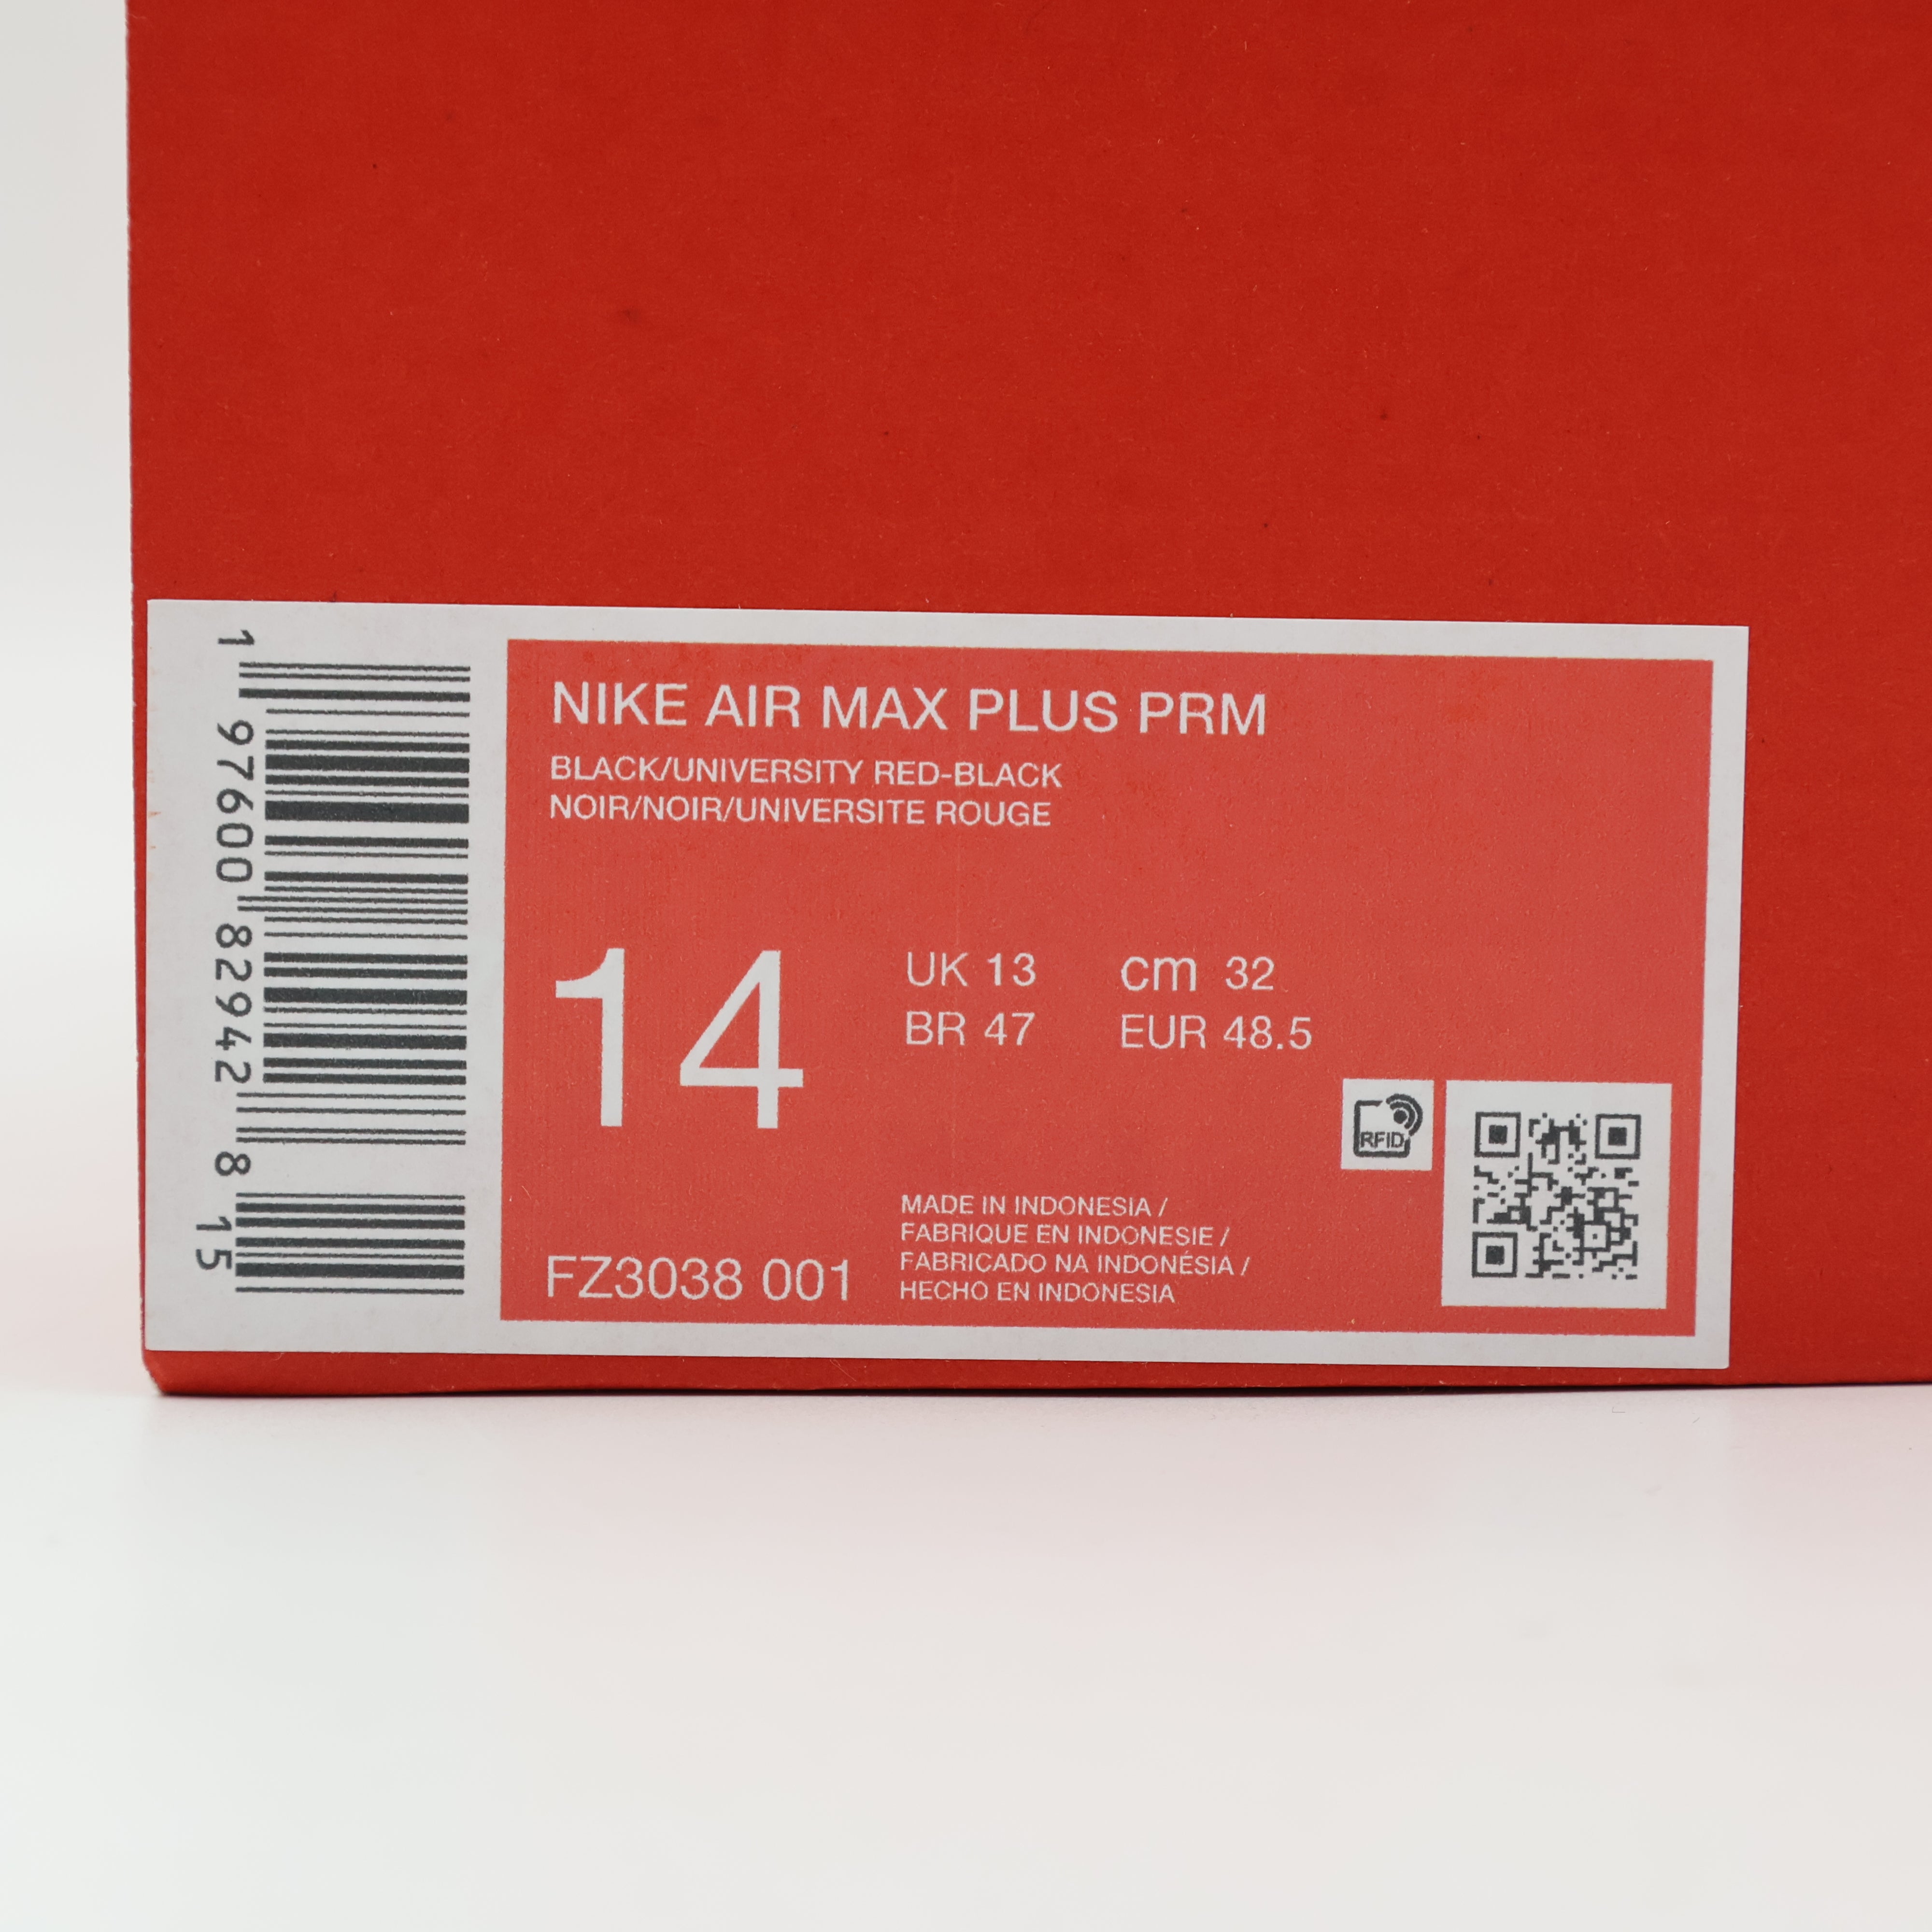 1 97600 82942 8 15
NIKE AIR MAX PLUS PRM
BLACK/UNIVERSITY RED-BLACK
NOIR/NOIR/UNIVERSITE ROUGE
14
UK 13 cm 32
BR 47 EUR 48.5
RFID
MADE IN INDONESIA /
FABRIQUE EN INDONESIE /
FABRICADO NA INDONÉSIA /
HECHO EN INDONESIA
FZ3038 001